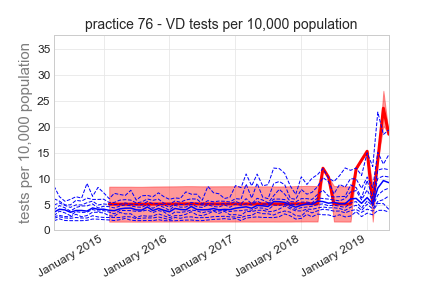 practice 76 - VD tests per 10,000 population
tests per 10,000 population
35
30
25
20
15
10
5
0
January 2015
January 2016
January 2017
January 2018
January 2019